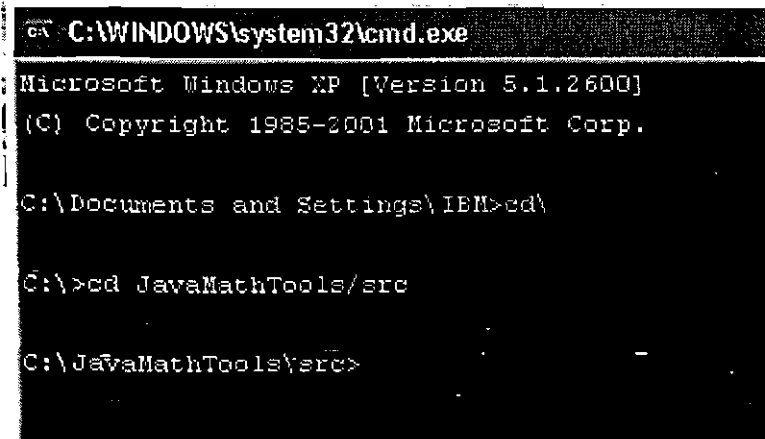 C:\WINDOWS\system32\cmd.exe
Microsoft Windows XP [Version 5.1.2600]
(C) Copyright 1985-2001 Microsoft Corp.
C:\Documents and Settings\IBM>cd\
C:\>cd JavaMathTools/src
C:\JavaMathTools\src>